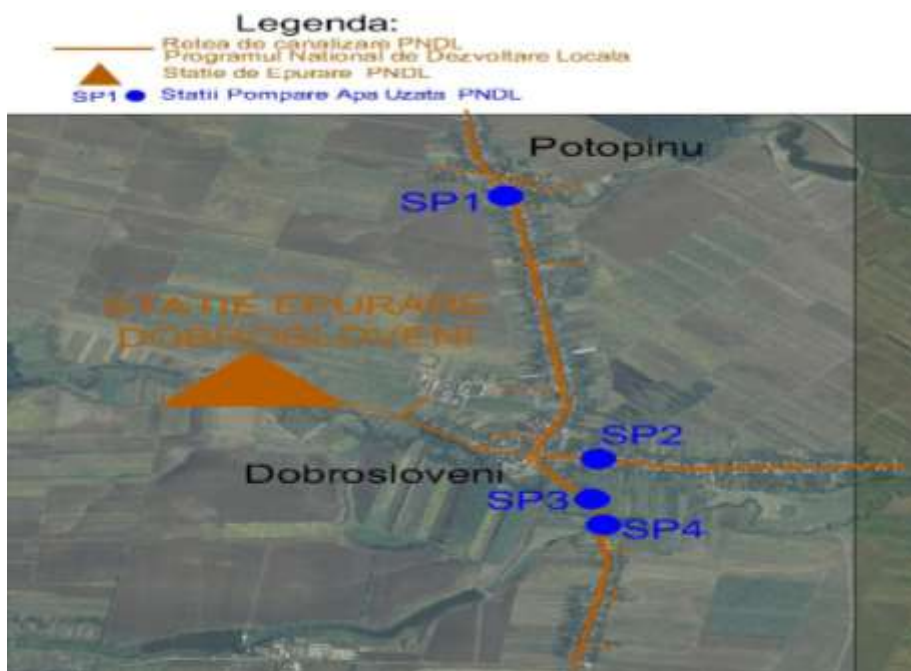 Legenda:
Retea de canalizare PNDL
Programul National de Dezvoltare Locala
Statie de Epurare PNDL
SP1 Statii Pompare Apa Uzata PNDL
Potopinu
SP1
STATIE EPURARE
DOBROSLOVENI
SP2
Dobrosloveni
SP3
SP4